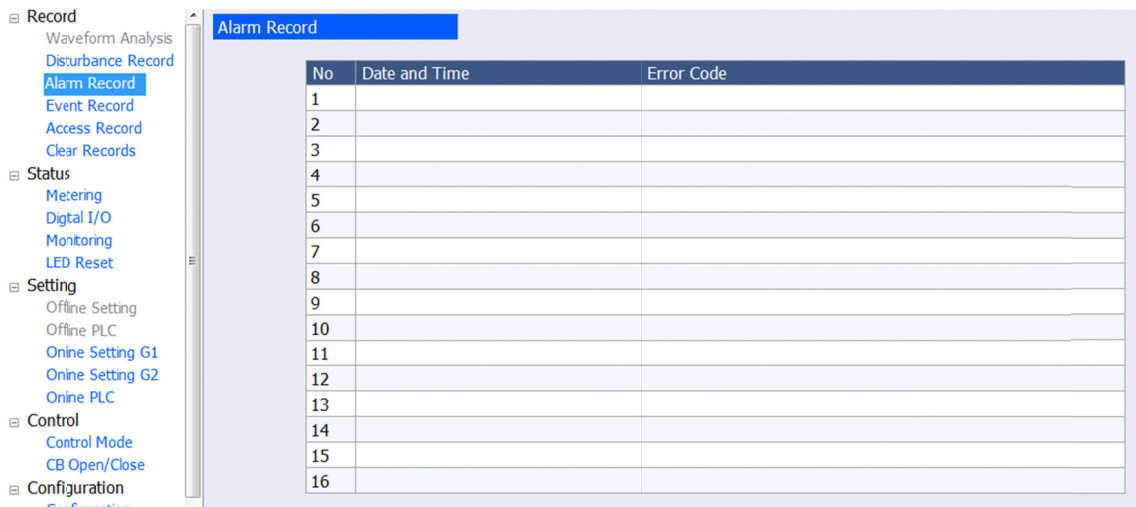 Record
Waveform Analysis
Disturbance Record
Alarm Record
Event Record
Access Record
Clear Records
Status
Metering
Digtal I/O
Monitoring
LED Reset
Setting
Offline Setting
Offline PLC
Onine Setting G1
Onine Setting G2
Onine PLC
Control
Control Mode
CB Open/Close
Configuration
Alarm Record
No Date and Time Error Code
1
2
3
4
5
6
7
8
9
10
11
12
13
14
15
16